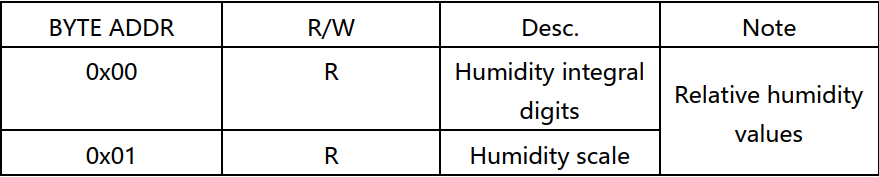 BYTE ADDR R/W Desc. Note
0x00 R Humidity integral
digits
Relative humidity
values
0x01 R Humidity scale